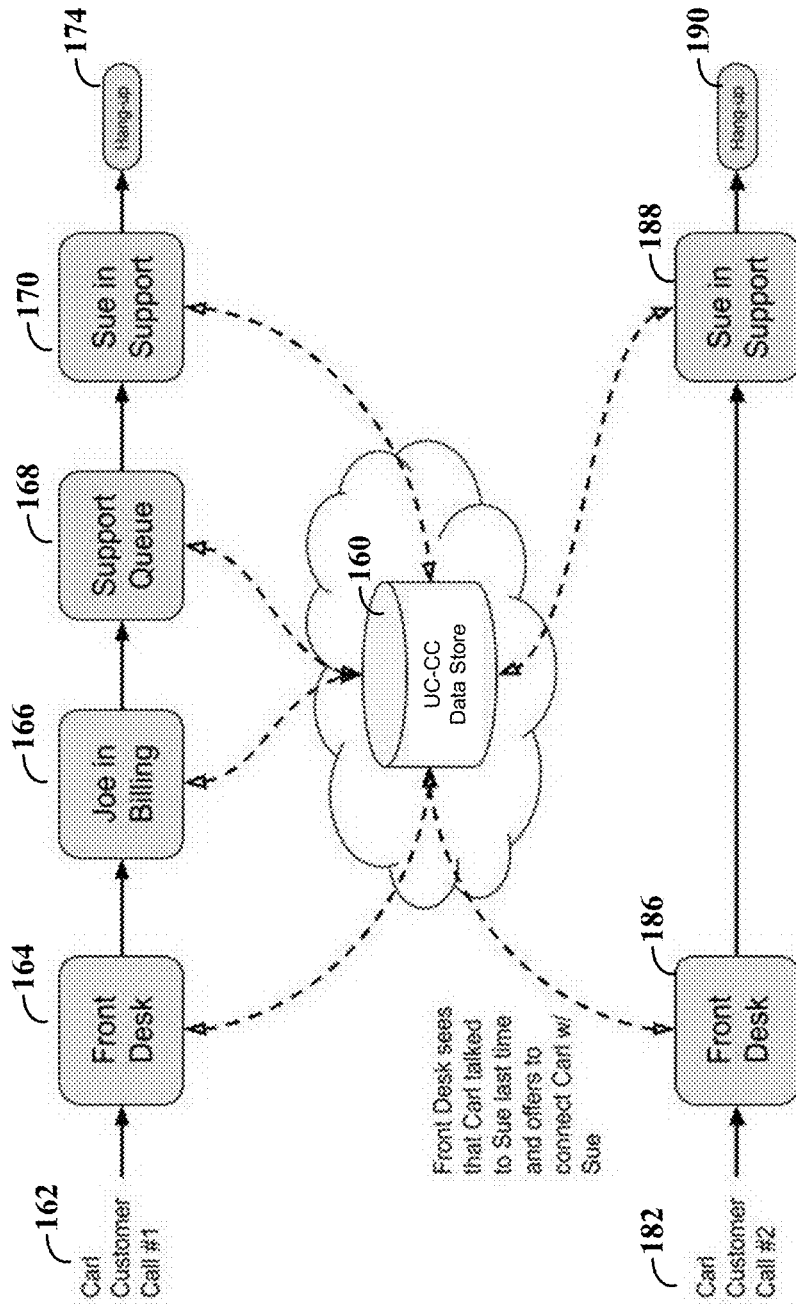 162
Carl
Customer
Call #1
164
Front
Desk
166
Joe in
Billing
168
Support
Queue
170
Sue in
Support
174
Hang-up
160
UC-CC
Data Store
Front Desk sees
that Carl talked
to Sue last time
and offers to
connect Carl w/
Sue
182
Carl
Customer
Call #2
186
Front
Desk
188
Sue in
Support
190
Hang-up